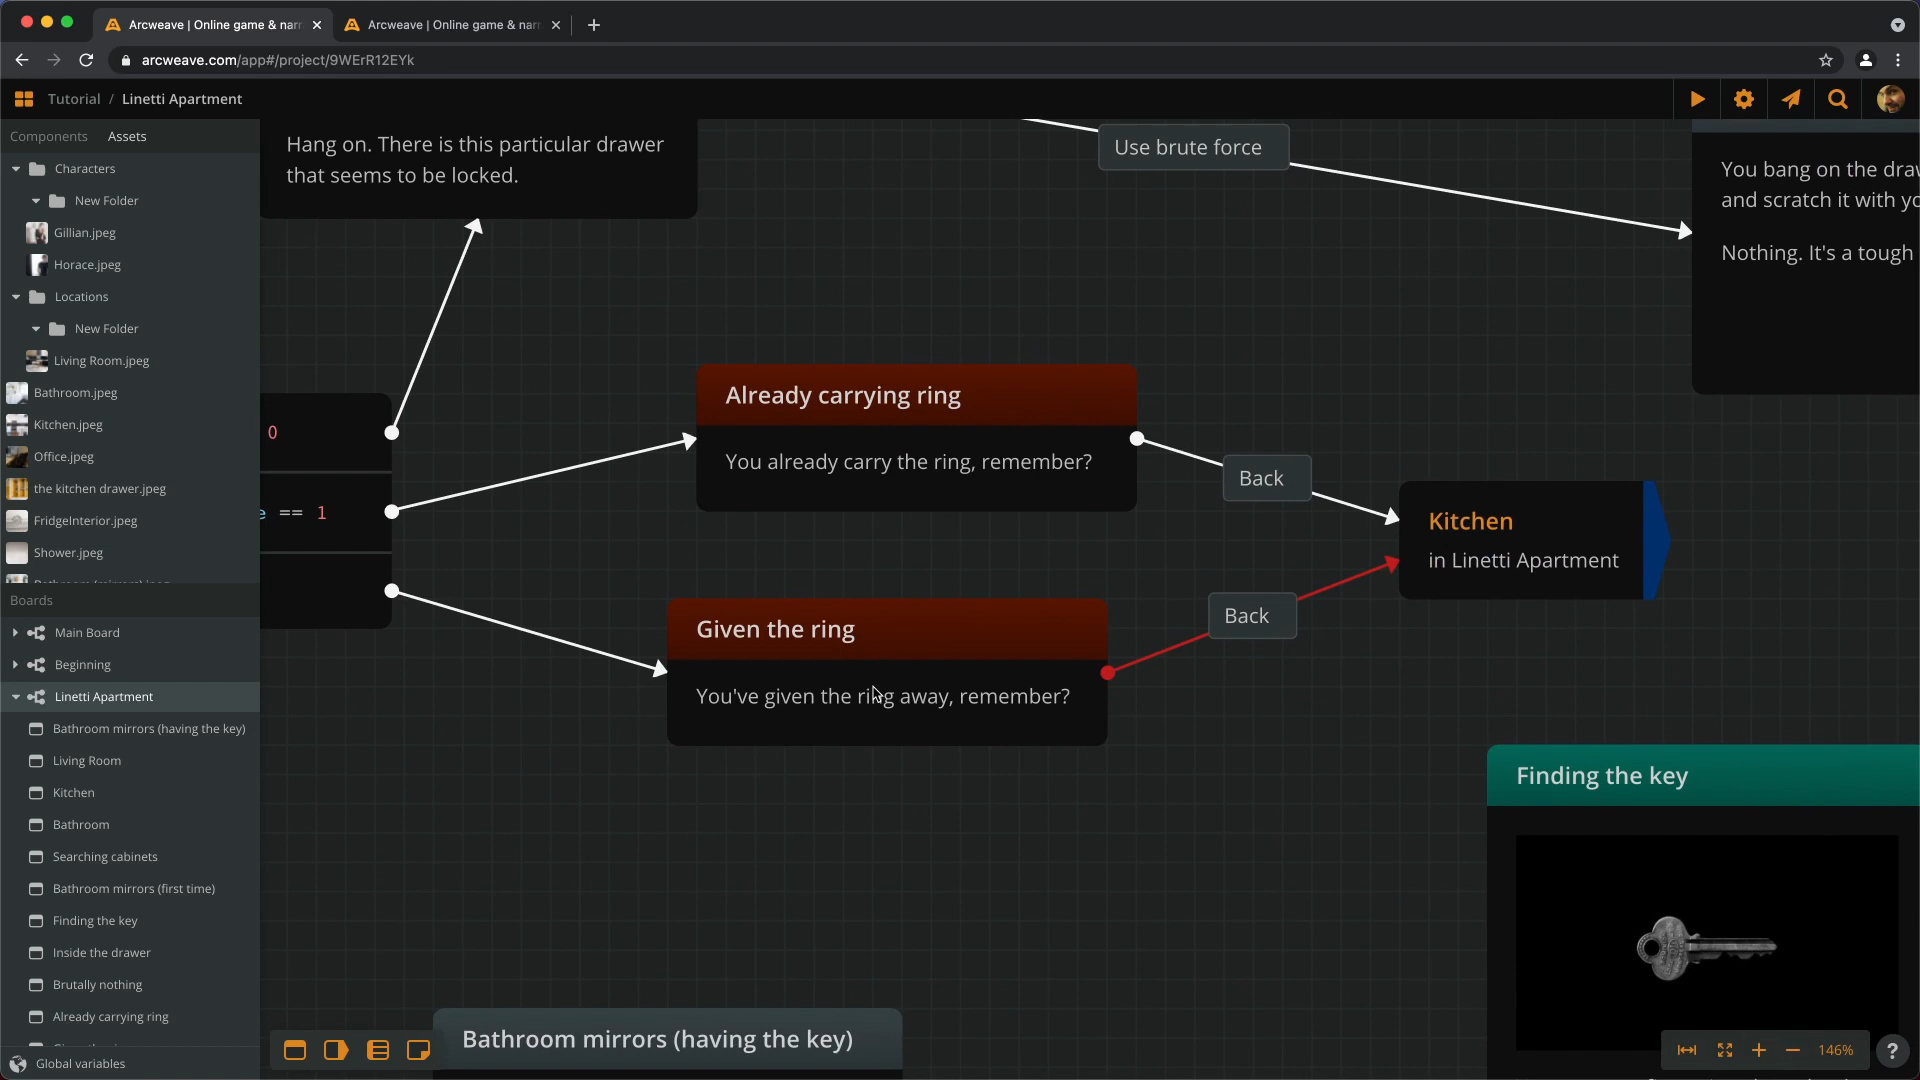 Arcweave | Online game & narr
Arcweave | Online game & narr
arcweave.com/app#/project/9WErR12EYk
Tutorial / Linetti Apartment
Components Assets
Characters
New Folder
Gillian.jpeg
Horace.jpeg
Locations
New Folder
Living Room.jpeg
Bathroom.jpeg
Kitchen.jpeg
Office.jpeg
the kitchen drawer.jpeg
FridgeInterior.jpeg
Shower.jpeg
Boards
Main Board
Beginning
Linetti Apartment
Bathroom mirrors (having the key)
Living Room
Kitchen
Bathroom
Searching cabinets
Bathroom mirrors (first time)
Finding the key
Inside the drawer
Brutally nothing
Already carrying ring
Global variables
Hang on. There is this particular drawer
that seems to be locked.
Use brute force
You bang on the draw
and scratch it with yo
Nothing. It's a tough
0
e == 1
Already carrying ring
You already carry the ring, remember?
Back
Kitchen
in Linetti Apartment
Given the ring
You've given the ring away, remember?
Back
Finding the key
Bathroom mirrors (having the key)
146%
?